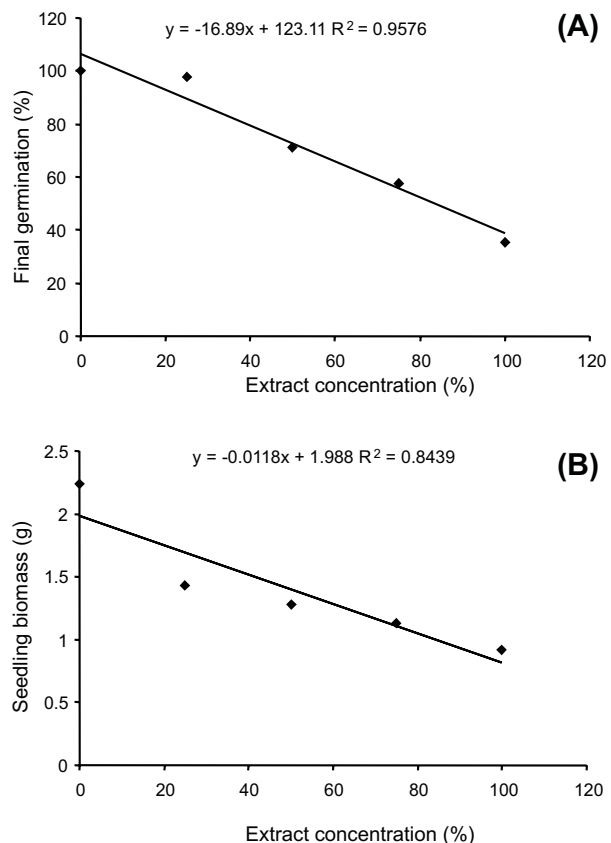 y = -16.89x + 123.11 R² = 0.9576
(A)
120
100
80
60
40
20
0
Final germination (%)
0 20 40 60 80 100 120
Extract concentration (%)
y = -0.0118x + 1.988 R² = 0.8439
(B)
2.5
2
1.5
1
0.5
0
Seedling biomass (g)
0 20 40 60 80 100 120
Extract concentration (%)